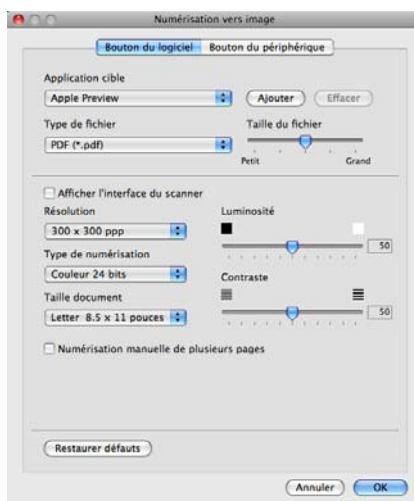 Numérisation vers image
Bouton du logiciel Bouton du périphérique
Application cible
Apple Preview Ajouter Effacer
Type de fichier Taille du fichier
PDF (*.pdf)
Petit Grand
Afficher l'interface du scanner
Résolution Luminosité
300 x 300 ppp
50
Type de numérisation
Couleur 24 bits
Contraste
Taille document
Letter 8.5 x 11 pouces 50
Numérisation manuelle de plusieurs pages
Restaurer défauts
Annuler OK